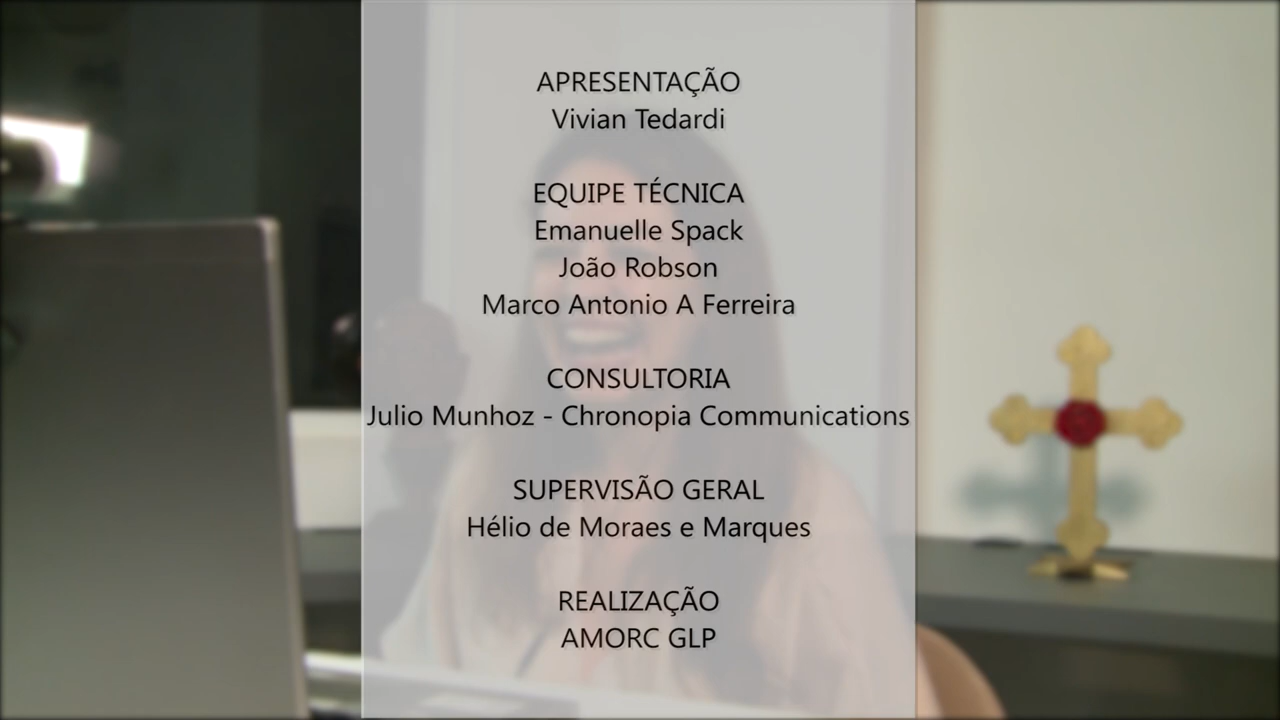 APRESENTAÇÃO
Vivian Tedardi
EQUIPE TÉCNICA
Emanuelle Spack
João Robson
Marco Antonio A Ferreira
CONSULTORIA
Julio Munhoz - Chronopia Communications
SUPERVISÃO GERAL
Hélio de Moraes e Marques
REALIZAÇÃO
AMORC GLP